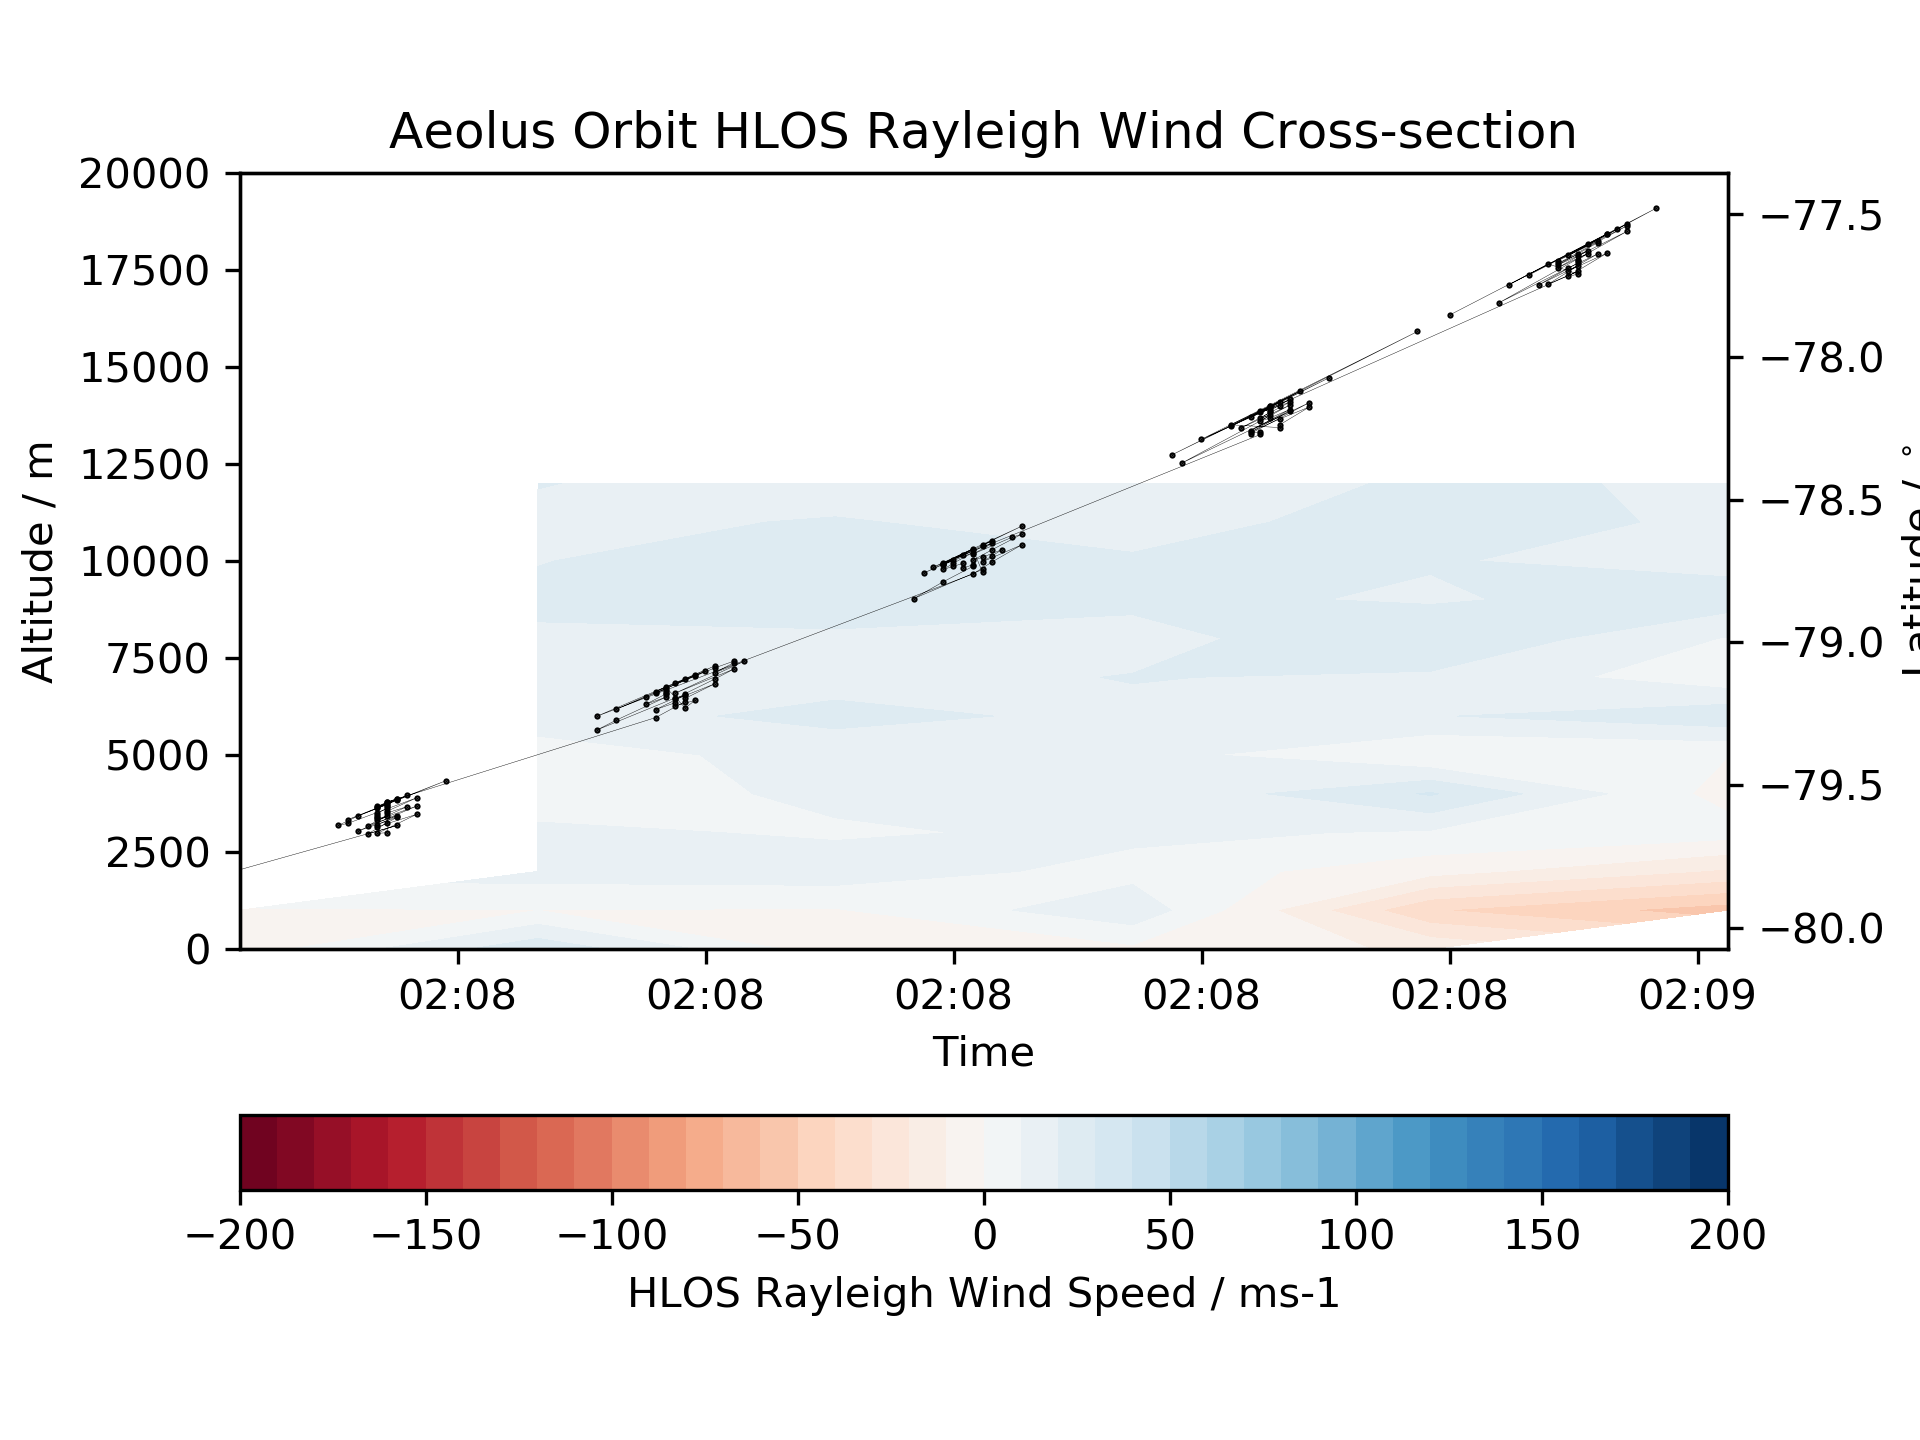 Aeolus Orbit HLOS Rayleigh Wind Cross-section
20000
17500
15000
12500
10000
7500
5000
2500
0
Altitude / m
−77.5
−78.0
−78.5
−79.0
−79.5
−80.0
Latitude / °
02:08 02:08 02:08 02:08 02:08 02:09
Time
−200 −150 −100 −50 0 50 100 150 200
HLOS Rayleigh Wind Speed / ms-1